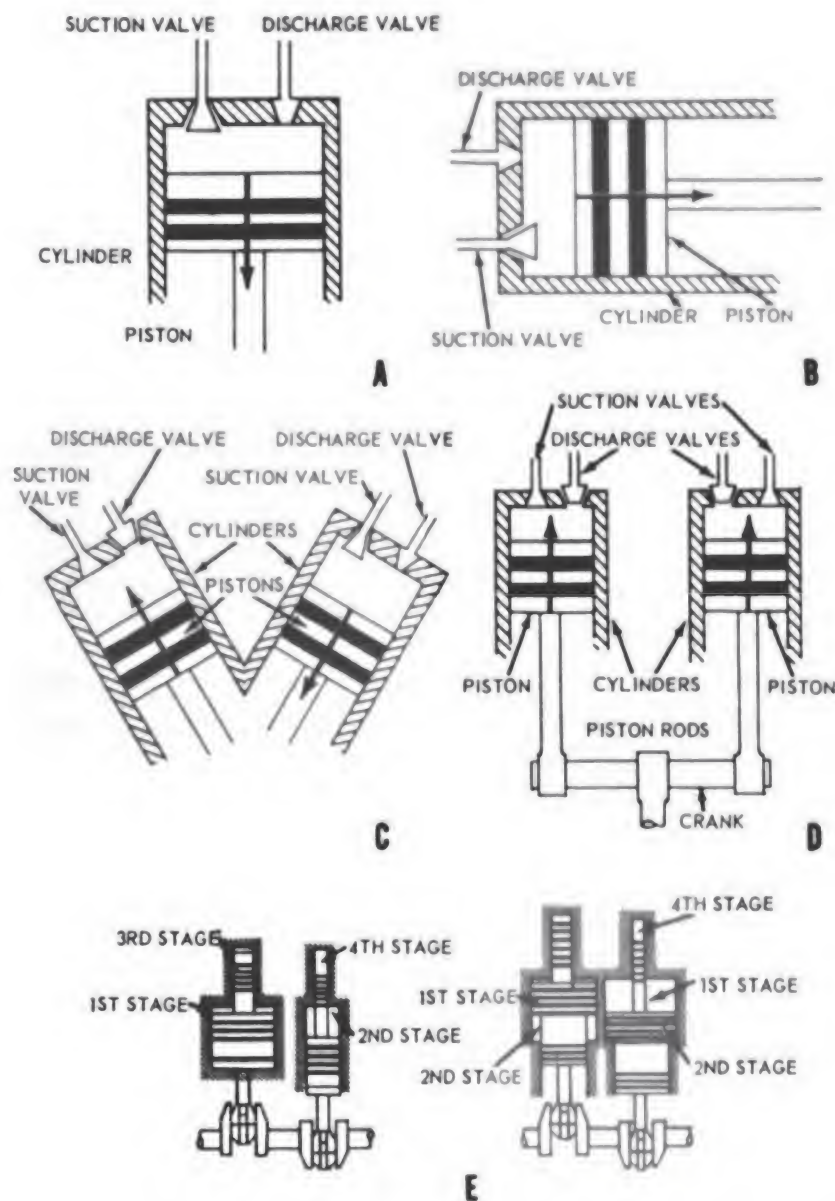 SUCTION VALVE
DISCHARGE VALVE
CYLINDER
PISTON
A
DISCHARGE VALVE
SUCTION VALVE
CYLINDER
PISTON
B
DISCHARGE VALVE
DISCHARGE VALVE
SUCTION
VALVE
SUCTION VALVE
CYLINDERS
PISTONS
C
SUCTION VALVES
DISCHARGE VALVES
PISTON
CYLINDERS
PISTON
PISTON RODS
CRANK
D
3RD STAGE
4TH STAGE
1ST STAGE
2ND STAGE
4TH STAGE
1ST STAGE
1ST STAGE
2ND STAGE
2ND STAGE
E